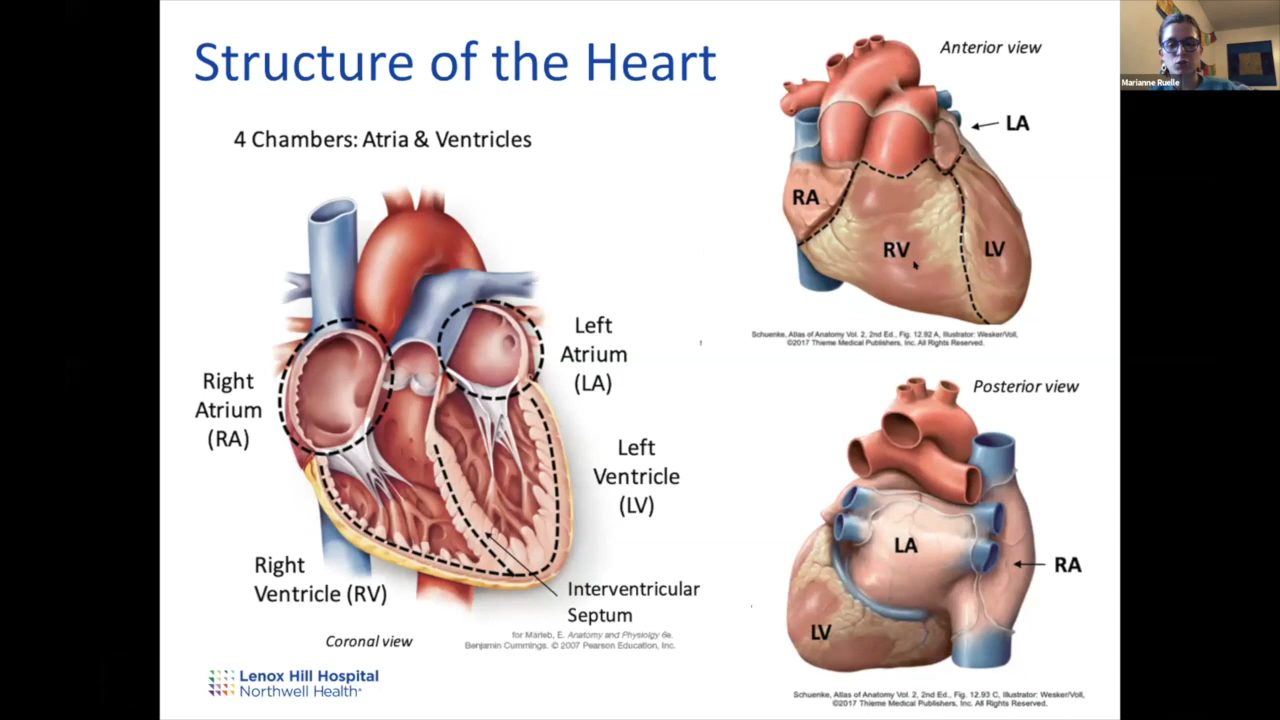 Structure of the Heart
4 Chambers: Atria & Ventricles
Right
Atrium
(RA)
Left
Atrium
(LA)
Left
Ventricle
(LV)
Right
Ventricle (RV)
Interventricular
Septum
Coronal view
for Marieb, E. Anatomy and Physiolgy 6e.
Benjamin Cummings. © 2007 Pearson Education, Inc.
Lenox Hill Hospital
Northwell Health
Anterior view
LA
RA
RV
LV
Schuenke, Atlas of Anatomy Vol. 2, 2nd Ed., Fig. 12.92 A, Illustrator: Wesker/Voll,
©2017 Thieme Medical Publishers, Inc. All Rights Reserved.
Posterior view
LA
RA
LV
Schuenke, Atlas of Anatomy Vol. 2, 2nd Ed., Fig. 12.93 C, Illustrator: Wesker/Voll,
©2017 Thieme Medical Publishers, Inc. All Rights Reserved.
Marianne Ruelle